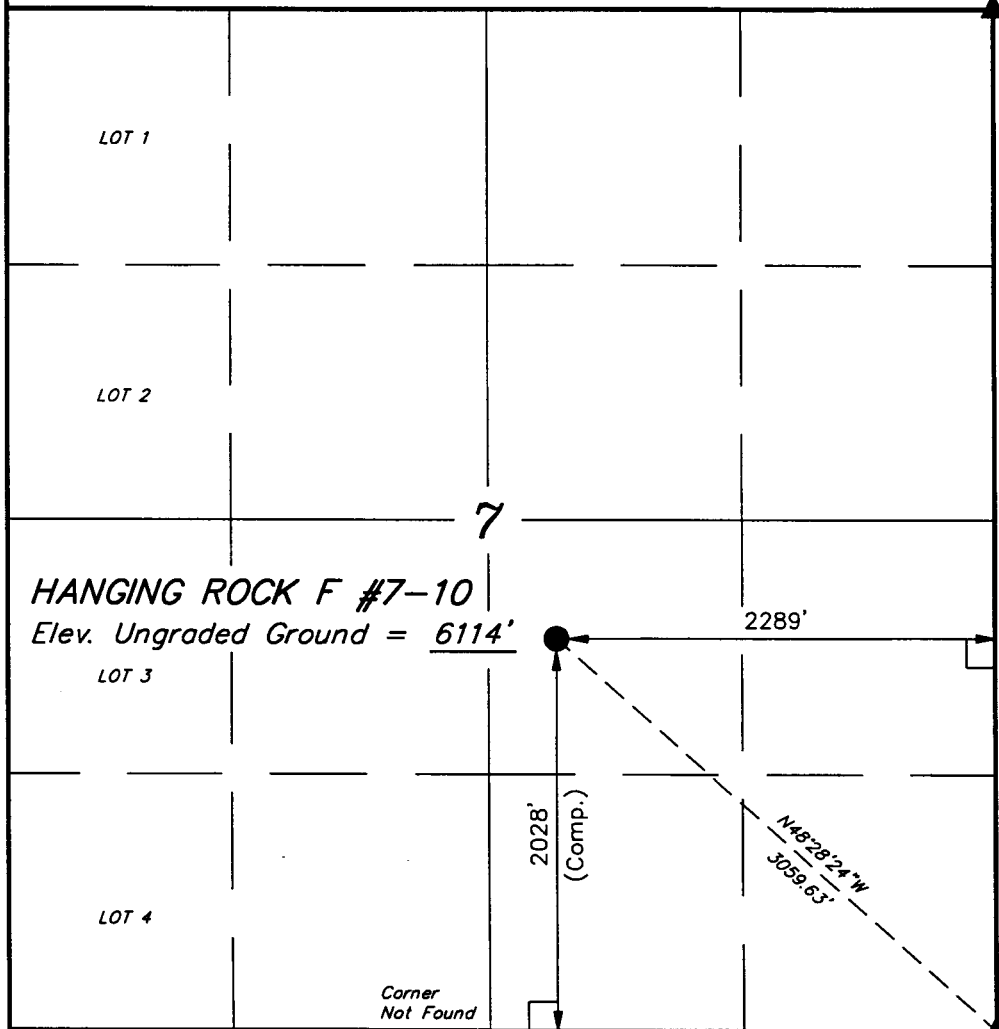 LOT 1
LOT 2
7
HANGING ROCK F #7-10
Elev. Ungraded Ground = 6114'
2289'
LOT 3
2028'
(Comp.)
N48°28'24"W
3059.63'
LOT 4
Corner
Not Found